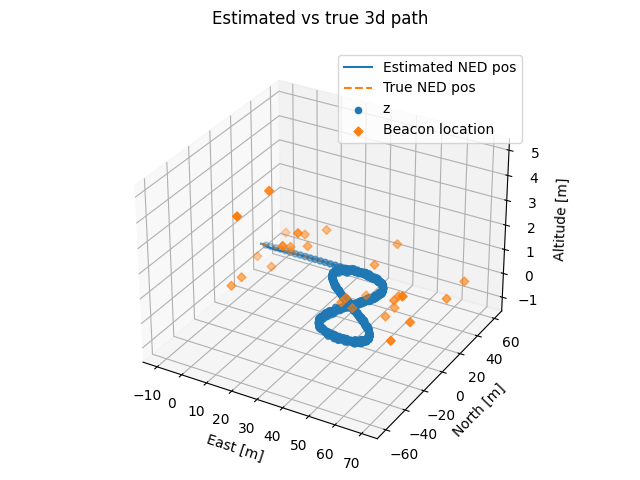 Estimated vs true 3d path
Estimated NED pos
True NED pos
z
Beacon location
5
4
3
2
1
0
−1
Altitude [m]
−10
0
10
20
30
40
50
60
70
East [m]
−60
−40
−20
0
20
40
60
North [m]